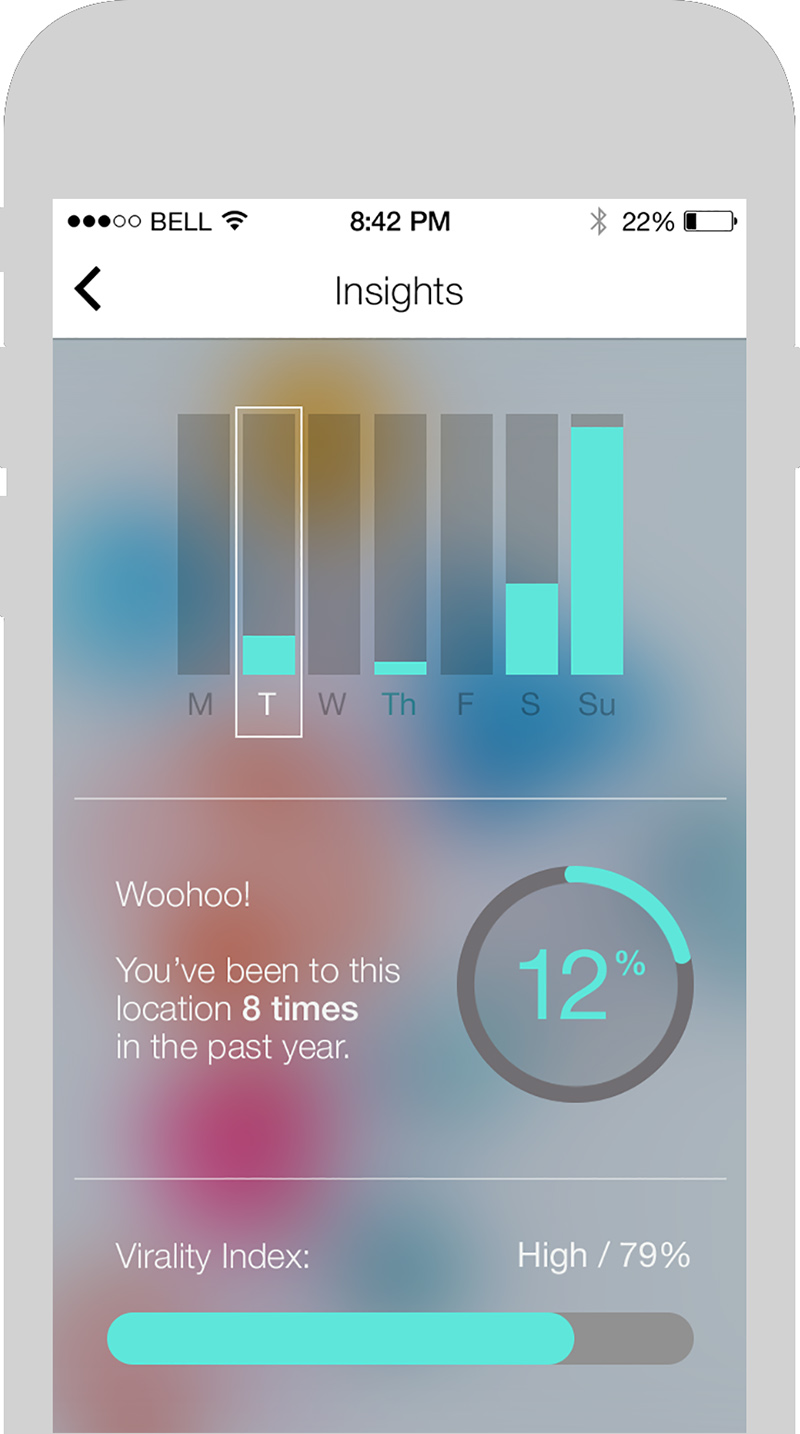 BELL 8:42 PM 22%
Insights
M T W Th F S Su
Woohoo!
You've been to this
location 8 times
in the past year.
12%
Virality Index: High / 79%